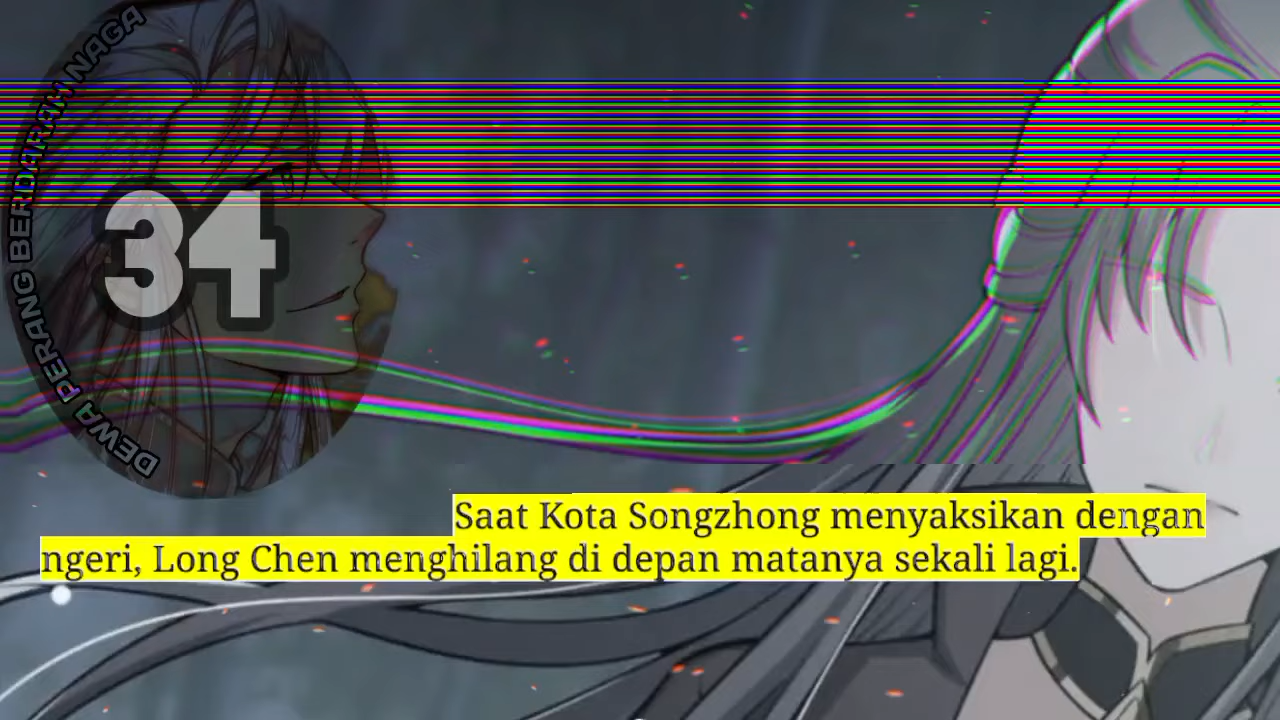 DEWA PERANG BERDARAH NAGA
34
Saat Kota Songzhong menyaksikan dengan
ngeri, Long Chen menghilang di depan matanya sekali lagi.